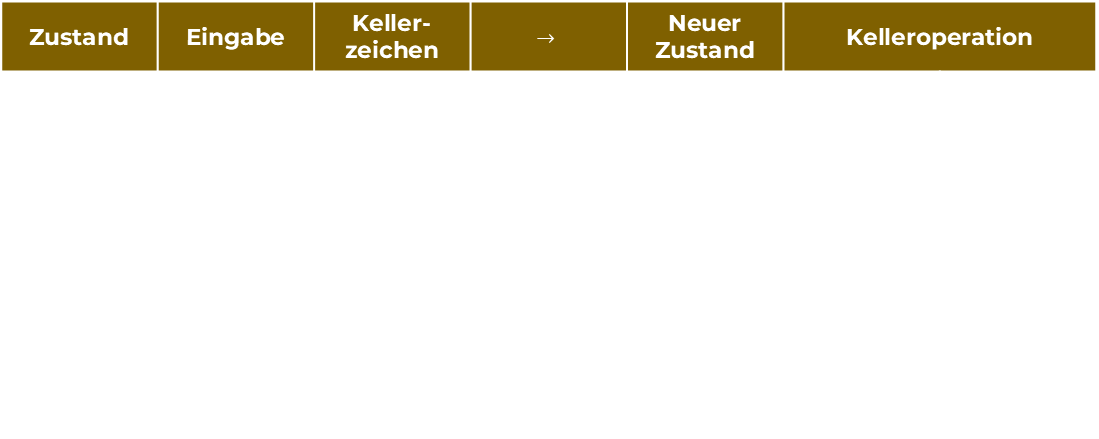 Zustand Eingabe Keller-
zeichen → Neuer
Zustand Kelleroperation